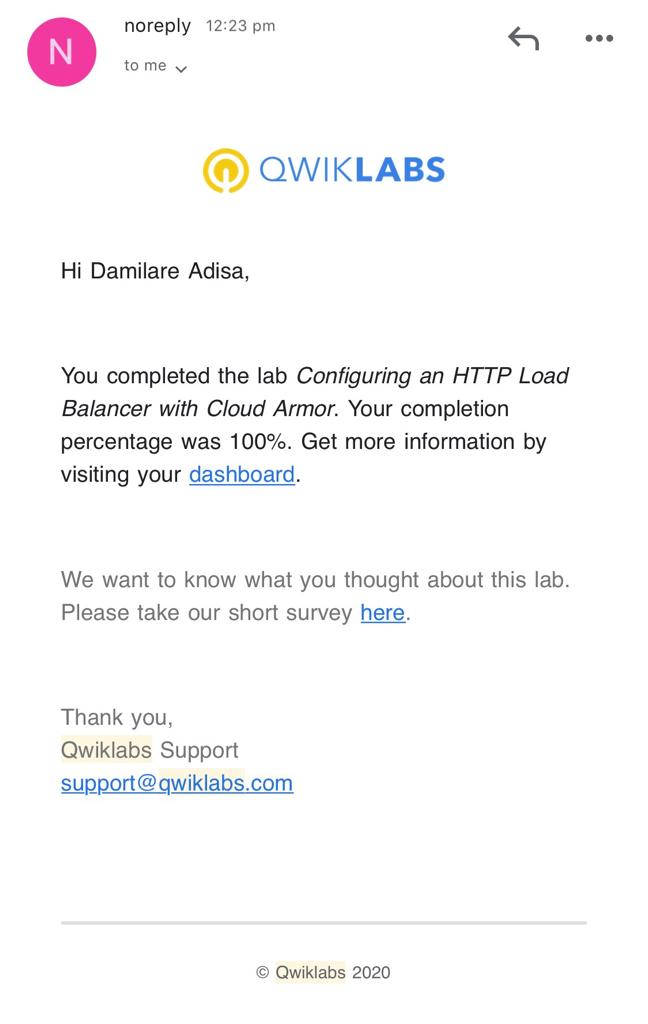 N
noreply 12:23 pm
to me
QWIKLABS
Hi Damilare Adisa,
You completed the lab Configuring an HTTP Load
Balancer with Cloud Armor. Your completion
percentage was 100%. Get more information by
visiting your dashboard.
We want to know what you thought about this lab.
Please take our short survey here.
Thank you,
Qwiklabs Support
support@qwiklabs.com
© Qwiklabs 2020